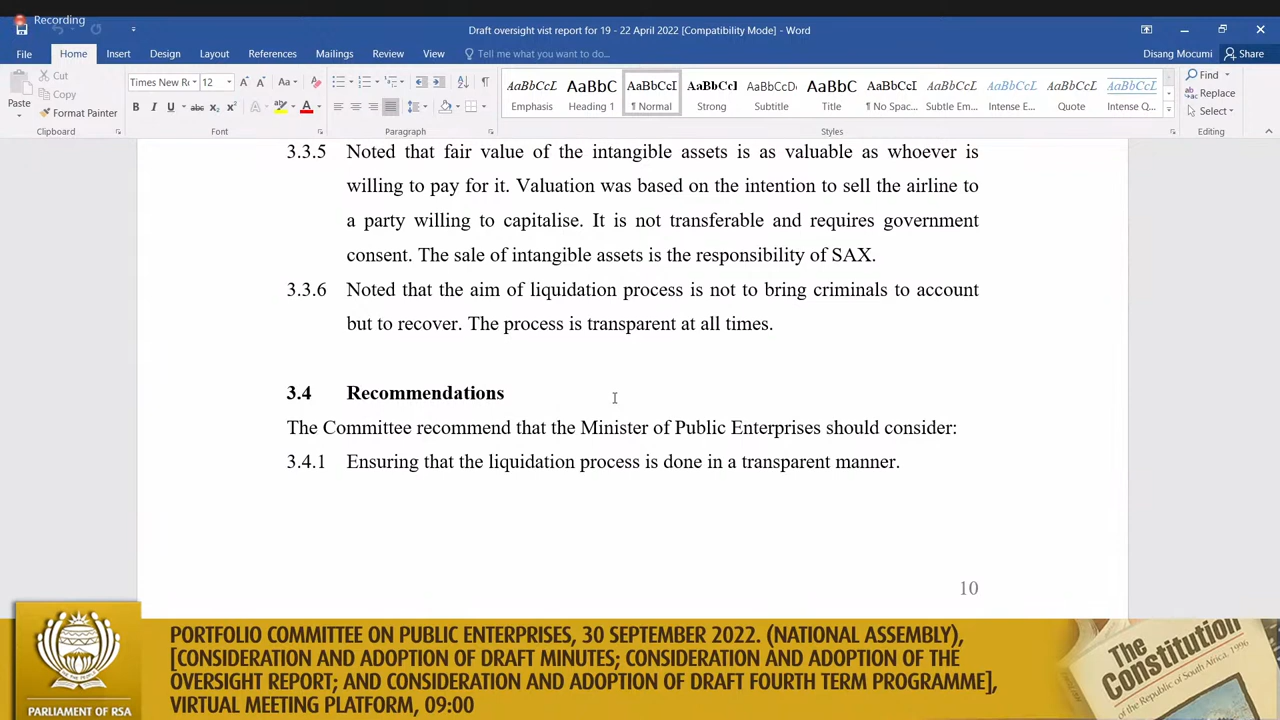 Recording
Draft oversight vist report for 19 - 22 April 2022 [Compatibility Mode] - Word
File Home Insert Design Layout References Mailings Review View Tell me what you want to do... Disang Mocumi Share
Paste Cut Copy Format Painter
Times New R 12
AaBbCcI Emphasis AaBbC Heading 1 AaBbCcI ¶ Normal AaBbCcI Strong AaBbCcDc Subtitle AaBbC Title AaBbCcI ¶ No Spac... AaBbCcL Subtle Em... AaBbCcL Intense E... AaBbCcL Quote AaBbCcL Intense Q...
Find Replace Select
Clipboard Font Paragraph Styles Editing
3.3.5 Noted that fair value of the intangible assets is as valuable as whoever is
willing to pay for it. Valuation was based on the intention to sell the airline to
a party willing to capitalise. It is not transferable and requires government
consent. The sale of intangible assets is the responsibility of SAX.
3.3.6 Noted that the aim of liquidation process is not to bring criminals to account
but to recover. The process is transparent at all times.
3.4 Recommendations
The Committee recommend that the Minister of Public Enterprises should consider:
3.4.1 Ensuring that the liquidation process is done in a transparent manner.
10
PORTFOLIO COMMITTEE ON PUBLIC ENTERPRISES, 30 SEPTEMBER 2022. (NATIONAL ASSEMBLY),
[CONSIDERATION AND ADOPTION OF DRAFT MINUTES; CONSIDERATION AND ADOPTION OF THE
OVERSIGHT REPORT; AND CONSIDERATION AND ADOPTION OF DRAFT FOURTH TERM PROGRAMME],
VIRTUAL MEETING PLATFORM, 09:00
PARLIAMENT OF RSA
The
Constitution
of the Republic of South Africa, 1996